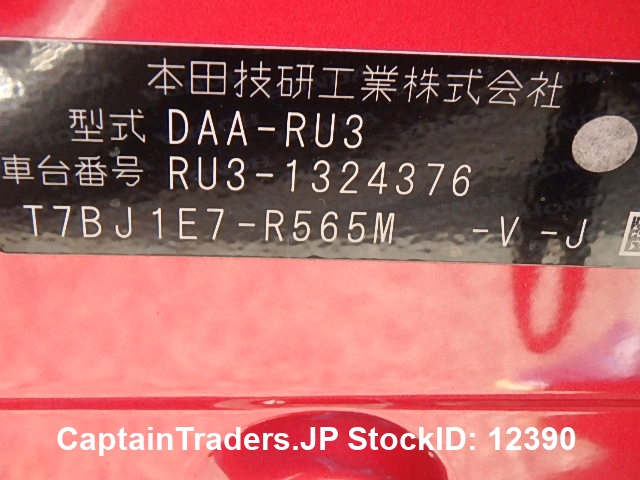 本田技研工業株式会社
型式 DAA-RU3
車台番号 RU3-1324376
T7BJ1E7-R565M -V -J
CaptainTraders.JP StockID: 12390